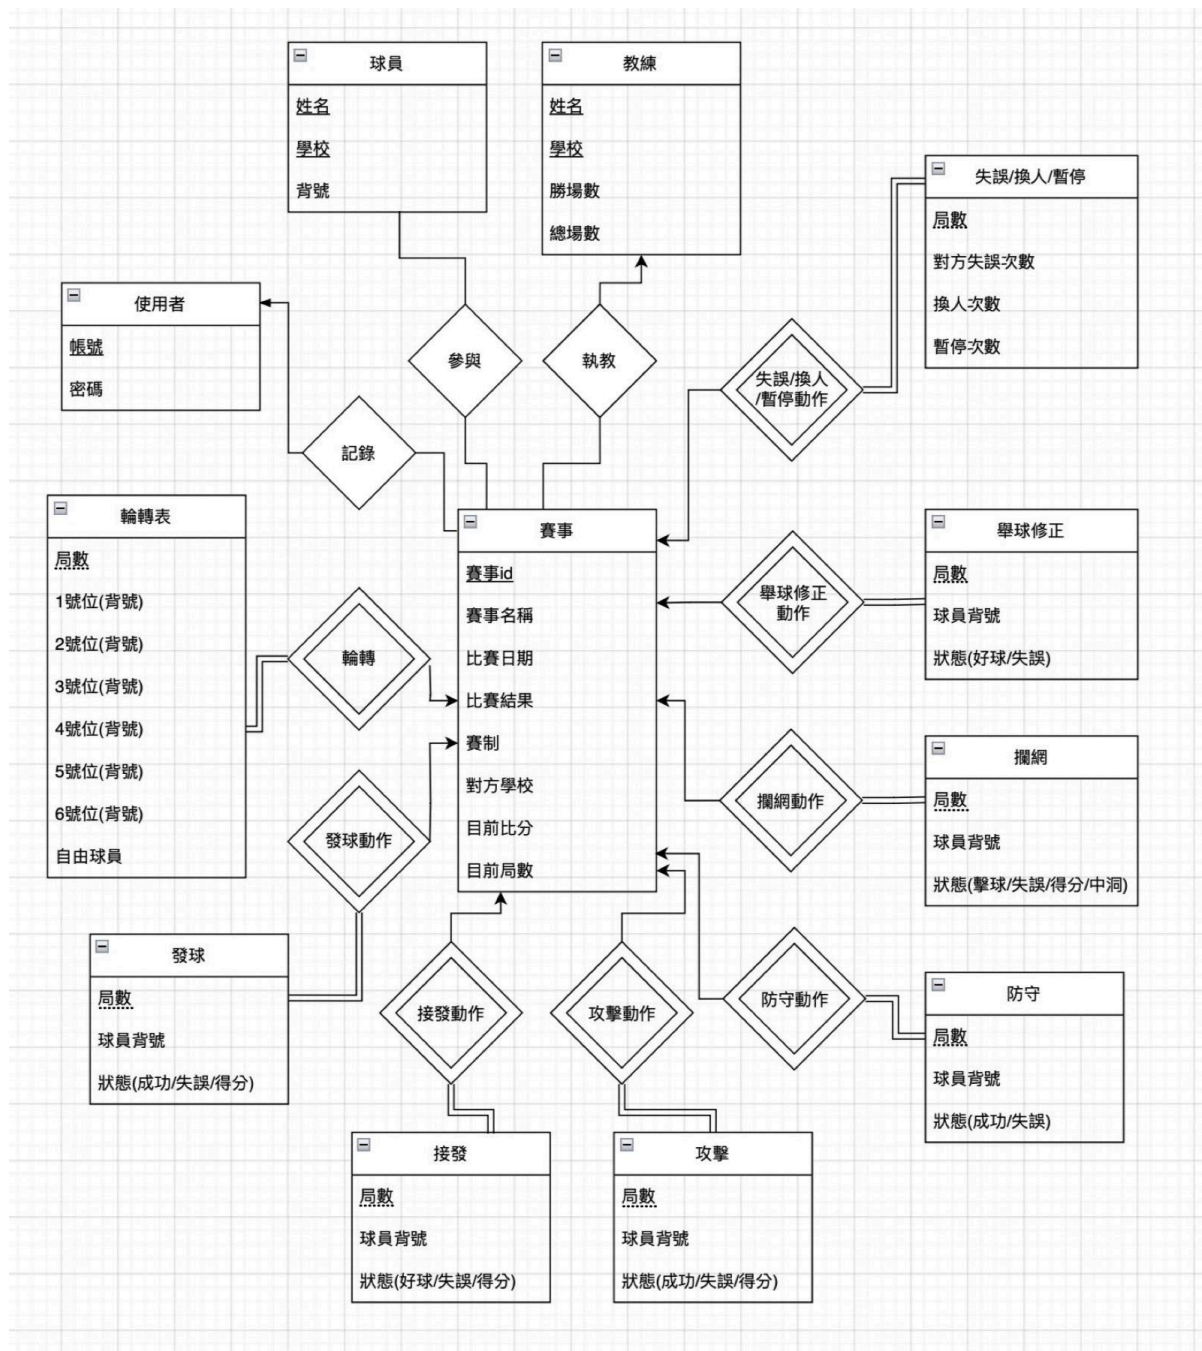 球員
姓名
學校
背號
教練
姓名
學校
勝場數
總場數
失誤/換人/暫停
局數
對方失誤次數
換人次數
暫停次數
使用者
帳號
密碼
參與
執教
失誤/換人
/暫停動作
記錄
輪轉表
局數
1號位(背號)
2號位(背號)
3號位(背號)
4號位(背號)
5號位(背號)
6號位(背號)
自由球員
輪轉
賽事
賽事id
賽事名稱
比賽日期
比賽結果
賽制
對方學校
目前比分
目前局數
舉球修正
動作
舉球修正
局數
球員背號
狀態(好球/失誤)
攔網動作
攔網
局數
球員背號
狀態(擊球/失誤/得分/中洞)
發球動作
發球
局數
球員背號
狀態(成功/失誤/得分)
接發動作
攻擊動作
防守動作
防守
局數
球員背號
狀態(成功/失誤)
接發
局數
球員背號
狀態(好球/失誤/得分)
攻擊
局數
球員背號
狀態(成功/失誤/得分)